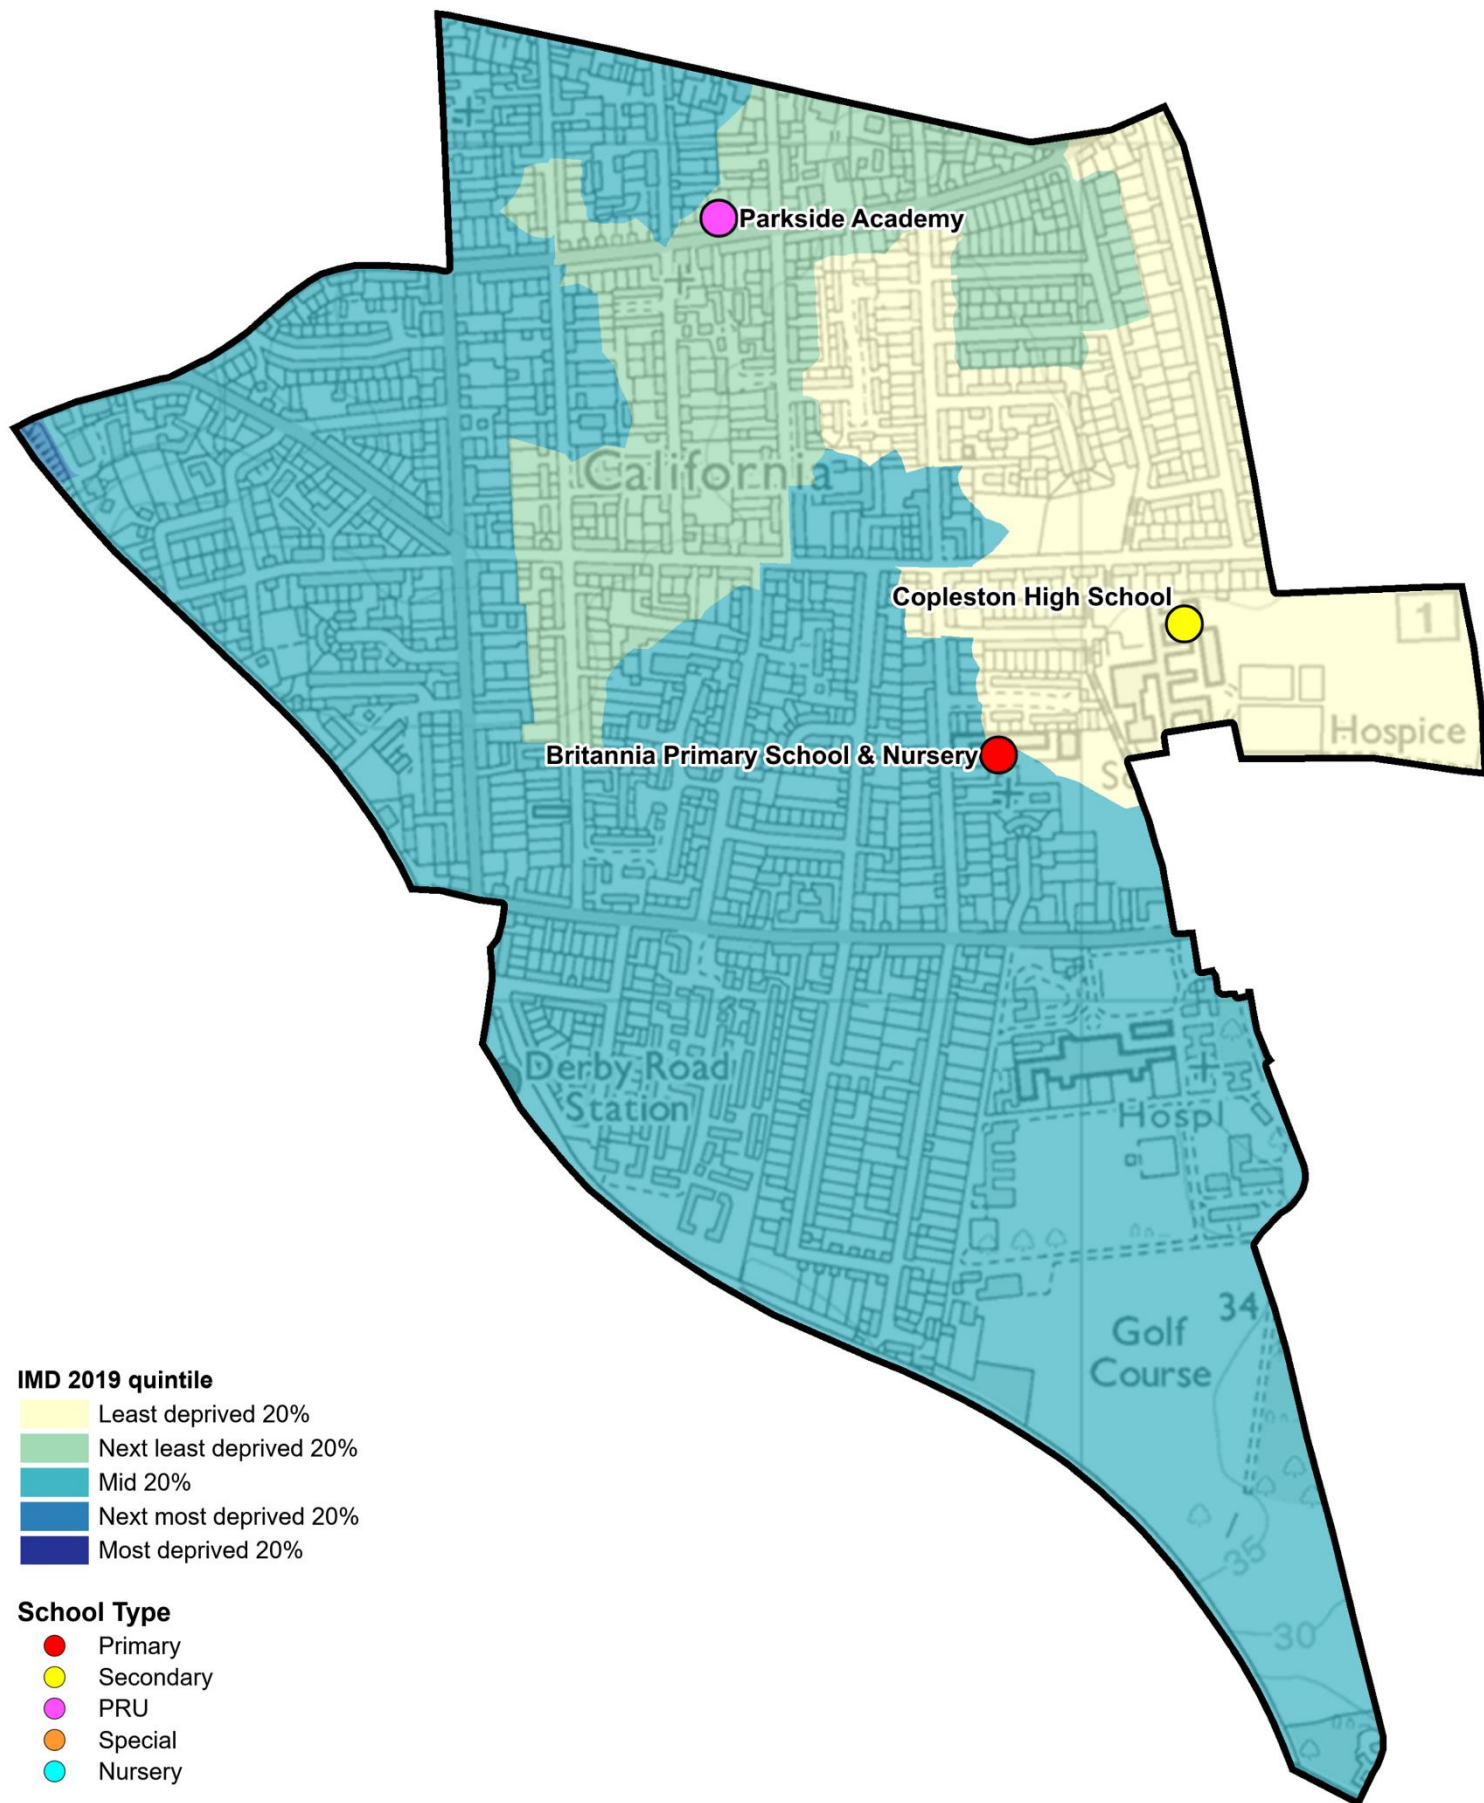 Parkside Academy
California
Copleston High School
1
Hospice
Britannia Primary School & Nursery
Derby Road
Station
Hospl
34
Golf
Course
35
30
IMD 2019 quintile
Least deprived 20%
Next least deprived 20%
Mid 20%
Next most deprived 20%
Most deprived 20%
School Type
Primary
Secondary
PRU
Special
Nursery